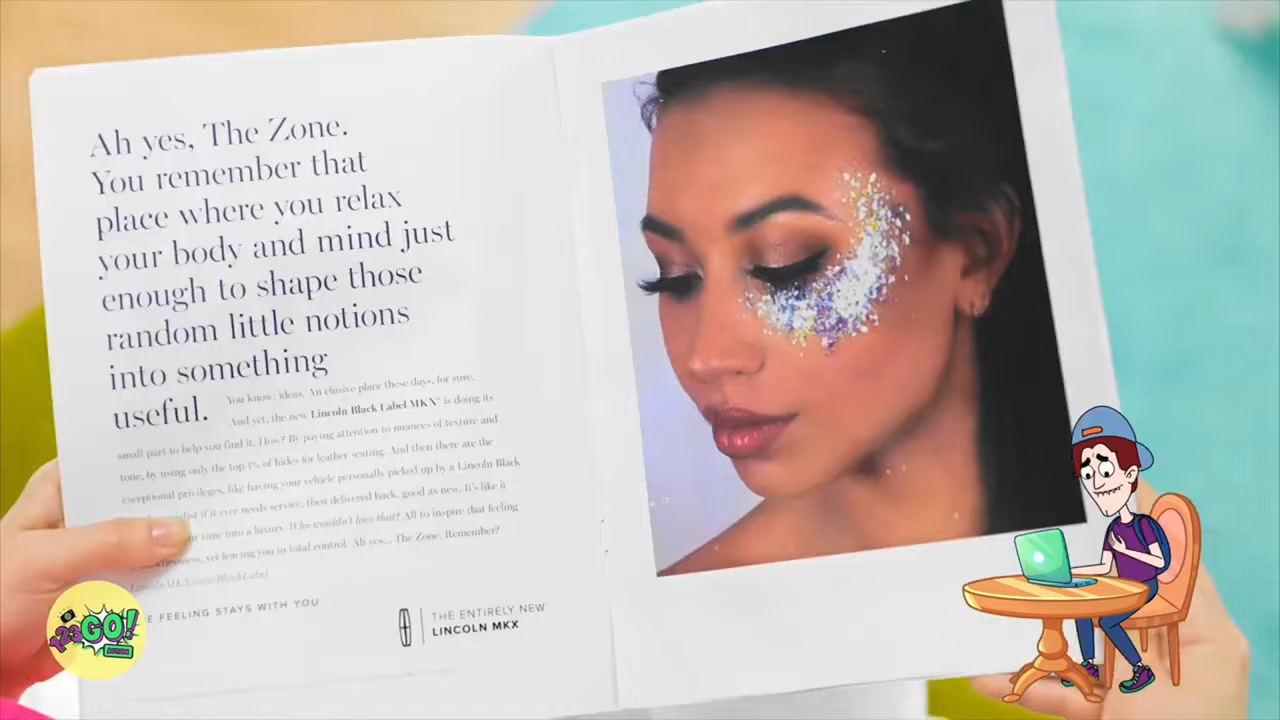 Ah yes, The Zone.
You remember that
place where you relax
your body and mind just
enough to shape those
random little notions
into something
useful. You know: ideas. An elusive place these days, for sure.
And yet, the new Lincoln Black Label MKX* is doing its
small part to help you find it. How? By paying attention to nuances of texture and
tone, by using only the top 1% of hides for leather seating. And then there are the
exceptional privileges, like having your vehicle personally picked up by a Lincoln Black
if it ever needs service, then delivered back, good as new. It's like it
time into a luxury. Who wouldn't love that? All to inspire that feeling
yet leaving you in total control. Ah yes... The Zone. Remember?
LincolnMKX.com/BlackLabel
FEELING STAYS WITH YOU
THE ENTIRELY NEW
LINCOLN MKX
123 GO!